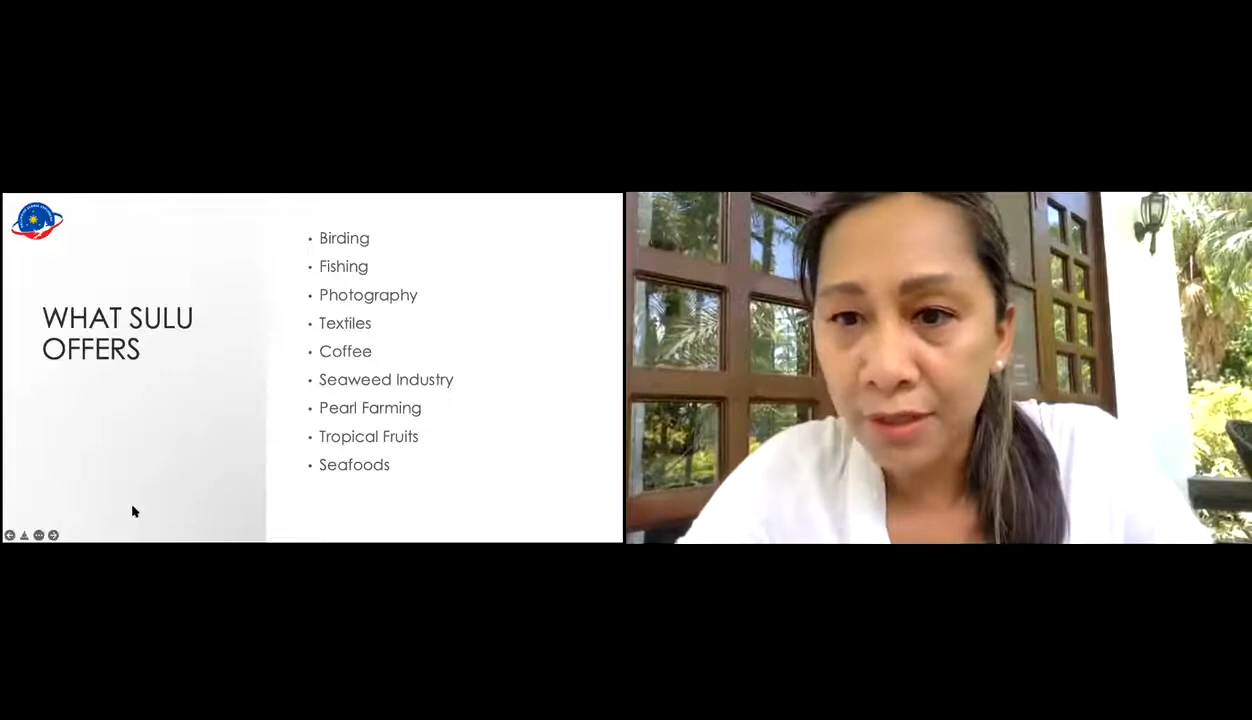 WHAT SULU
OFFERS
• Birding
• Fishing
• Photography
• Textiles
• Coffee
• Seaweed Industry
• Pearl Farming
• Tropical Fruits
• Seafoods